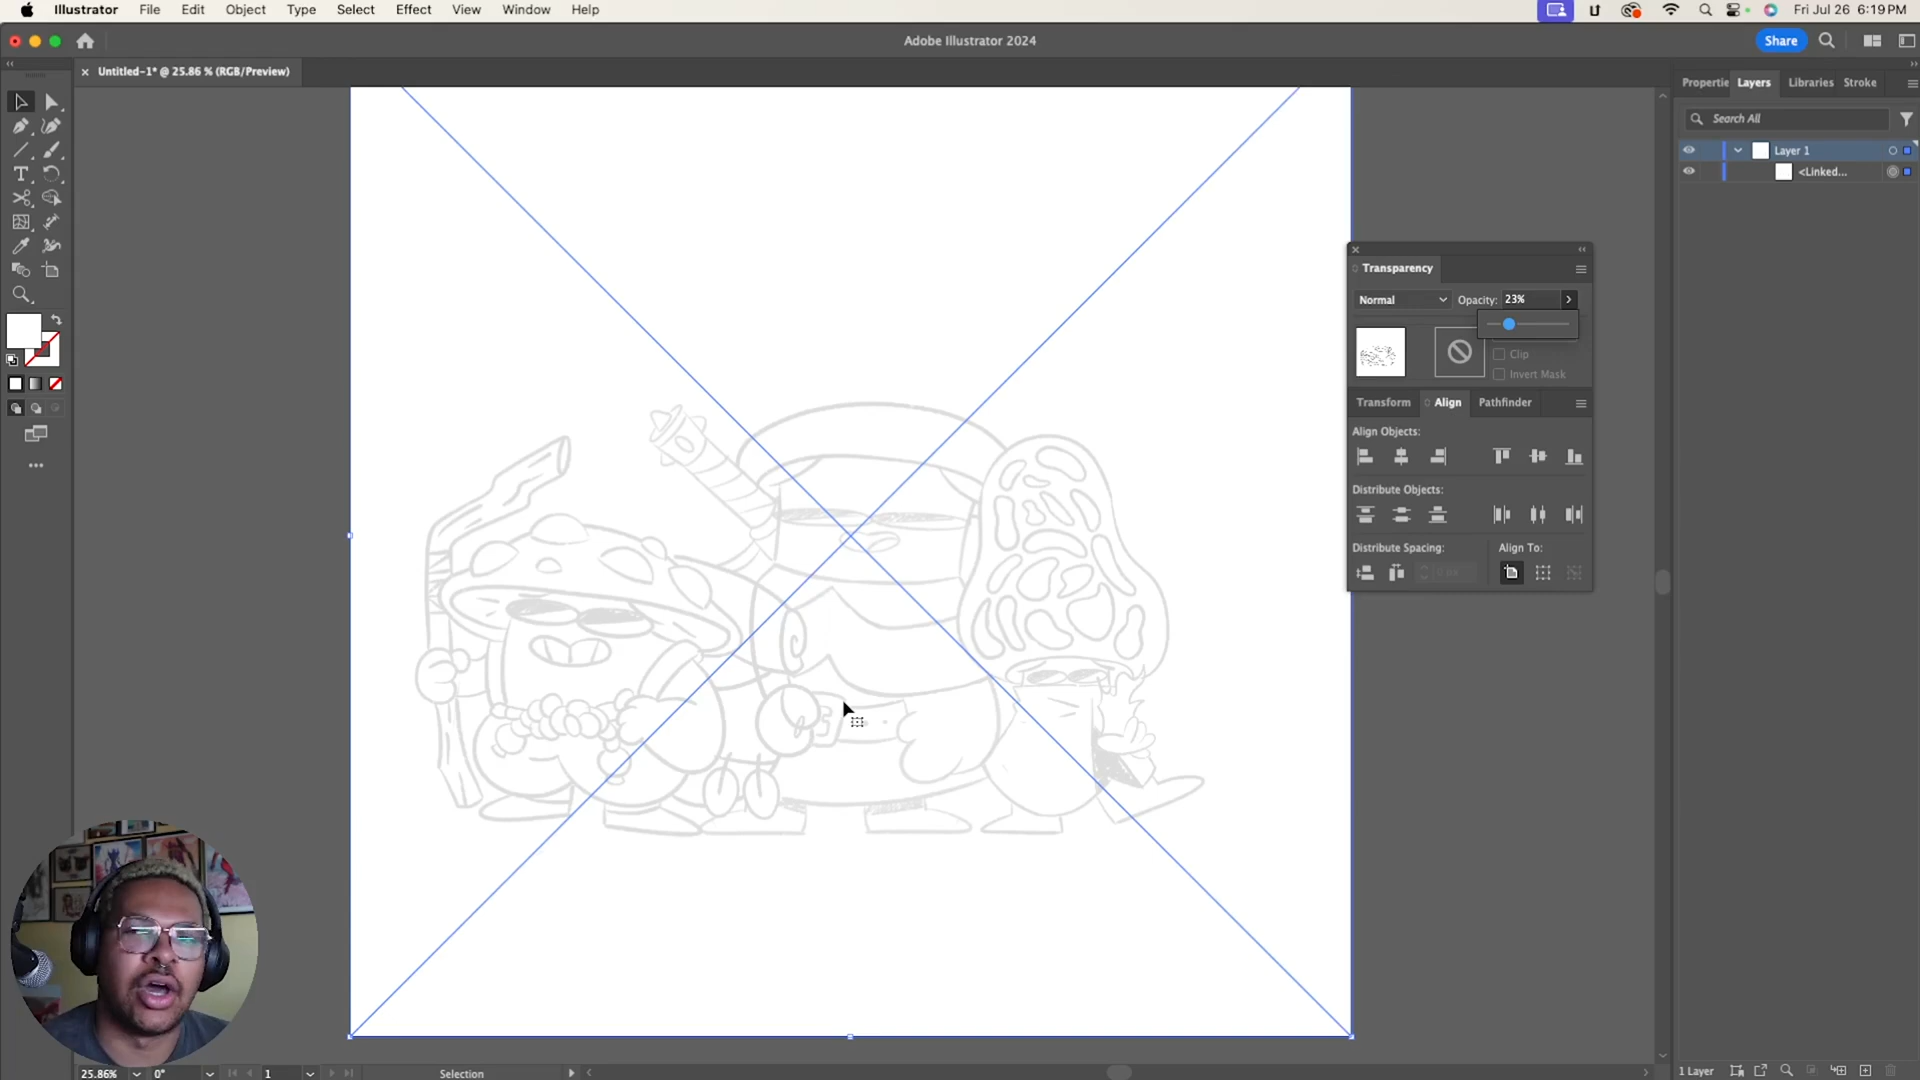 Illustrator File Edit Object Type Select Effect View Window Help Fri Jul 26 6:19 PM
Adobe Illustrator 2024
Share
× Untitled-1* @ 25.86 % (RGB/Preview)
Propertie Layers Libraries Stroke
Search All
Layer 1
<Linked...
Transparency
Normal Opacity: 23%
Clip
Invert Mask
Transform Align Pathfinder
Align Objects:
Distribute Objects:
Distribute Spacing: Align To:
25.86% 0° 1 Selection
1 Layer